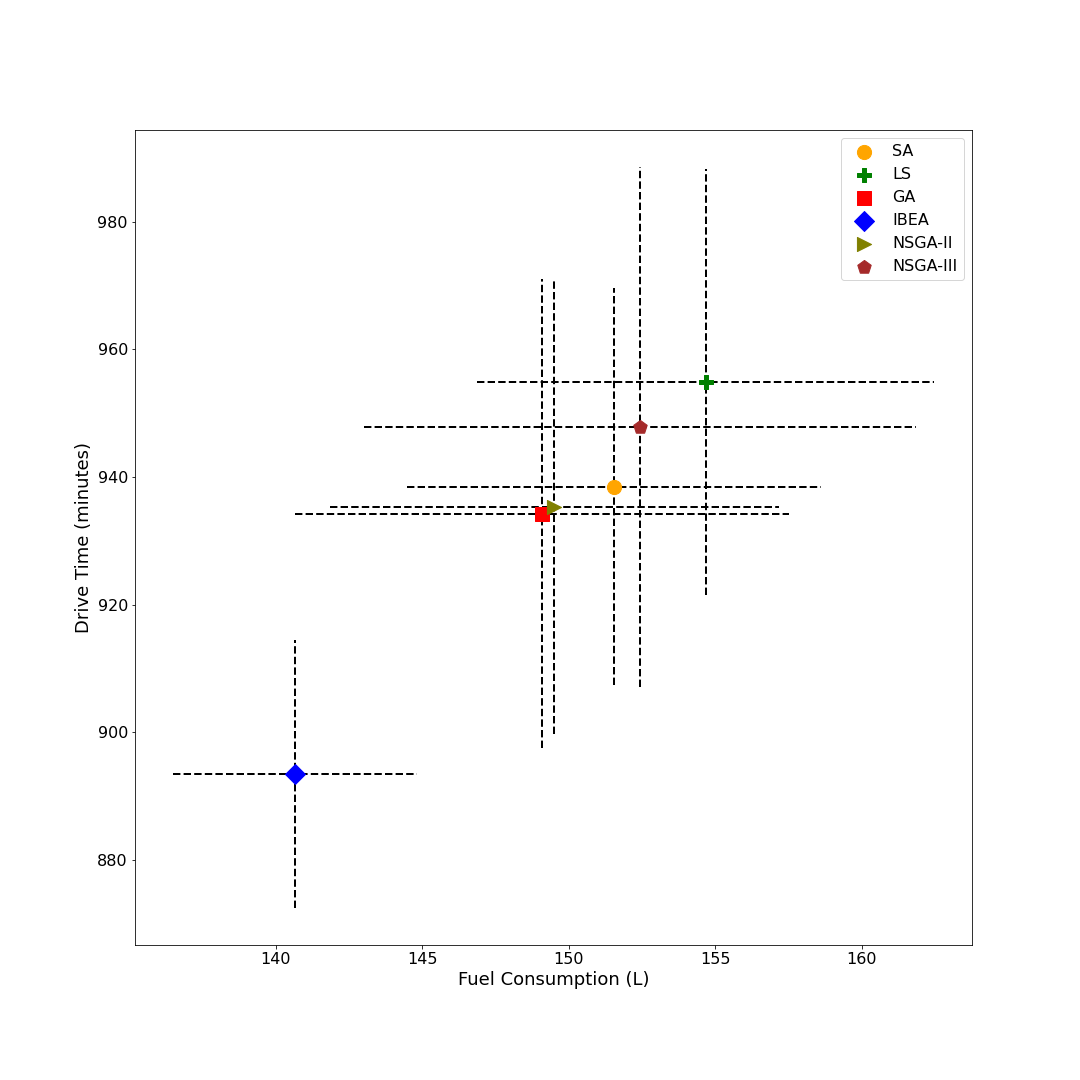 SA
LS
GA
IBEA
NSGA-II
NSGA-III
980
960
940
920
900
880
Drive Time (minutes)
140 145 150 155 160
Fuel Consumption (L)